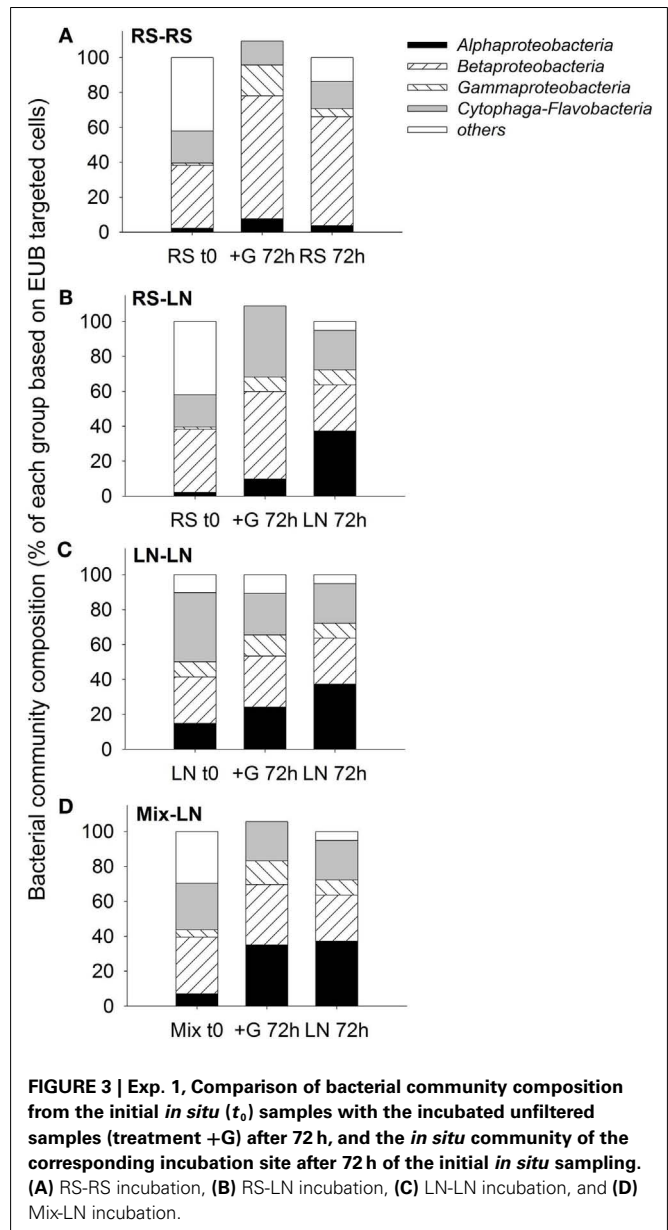 A
RS-RS
Alphaproteobacteria
Betaproteobacteria
Gammaproteobacteria
Cytophaga-Flavobacteria
others
100
80
60
40
20
0
RS t0 +G 72h RS 72h
B
RS-LN
100
80
60
40
20
0
RS t0 +G 72h LN 72h
C
LN-LN
100
80
60
40
20
0
LN t0 +G 72h LN 72h
D
Mix-LN
100
80
60
40
20
0
Mix t0 +G 72h LN 72h
Bacterial community composition (% of each group based on EUB targeted cells)
FIGURE 3 | Exp. 1, Comparison of bacterial community composition
from the initial in situ (t₀) samples with the incubated unfiltered
samples (treatment +G) after 72 h, and the in situ community of the
corresponding incubation site after 72 h of the initial in situ sampling.
(A) RS-RS incubation, (B) RS-LN incubation, (C) LN-LN incubation, and (D)
Mix-LN incubation.